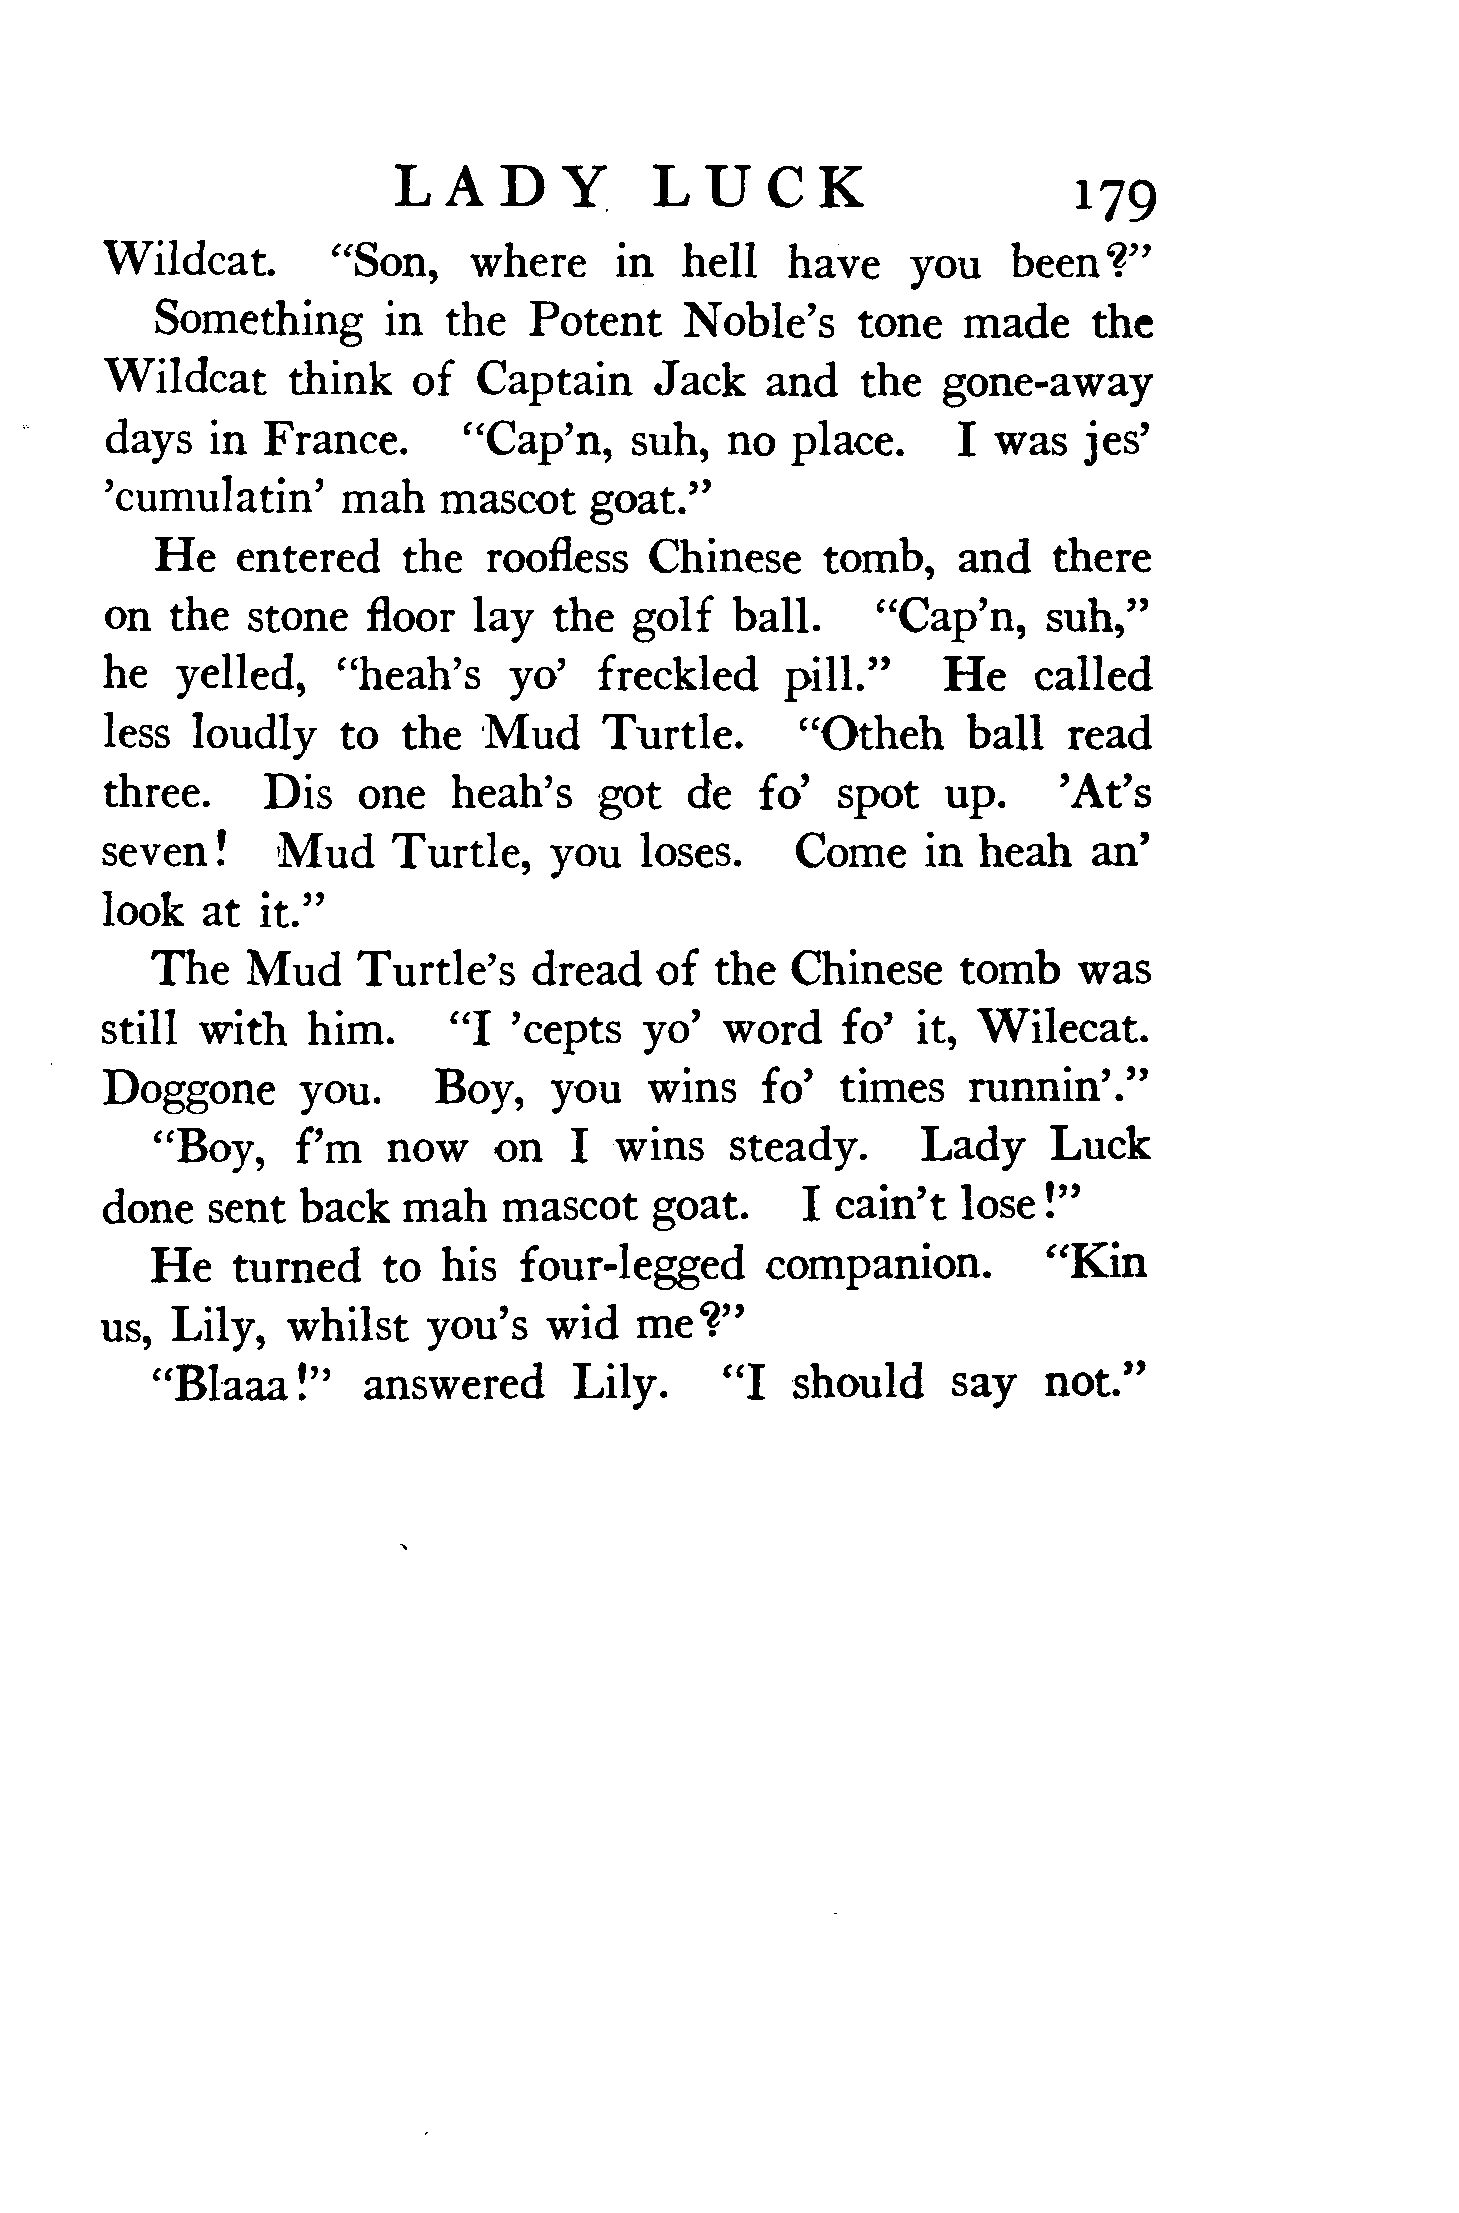 LADY LUCK 179
Wildcat. “Son, where in hell have you been?”
Something in the Potent Noble’s tone made the
Wildcat think of Captain Jack and the gone-away
days in France. “Cap’n, suh, no place. I was jes’
’cumulatin’ mah mascot goat.”
He entered the roofless Chinese tomb, and there
on the stone floor lay the golf ball. “Cap’n, suh,”
he yelled, “heah’s yo’ freckled pill.” He called
less loudly to the Mud Turtle. “Otheh ball read
three. Dis one heah’s got de fo’ spot up. ’At’s
seven! Mud Turtle, you loses. Come in heah an’
look at it.”
The Mud Turtle’s dread of the Chinese tomb was
still with him. “I ’cepts yo’ word fo’ it, Wilecat.
Doggone you. Boy, you wins fo’ times runnin’.”
“Boy, f’m now on I wins steady. Lady Luck
done sent back mah mascot goat. I cain’t lose!”
He turned to his four-legged companion. “Kin
us, Lily, whilst you’s wid me?”
“Blaaa!” answered Lily. “I should say not.”